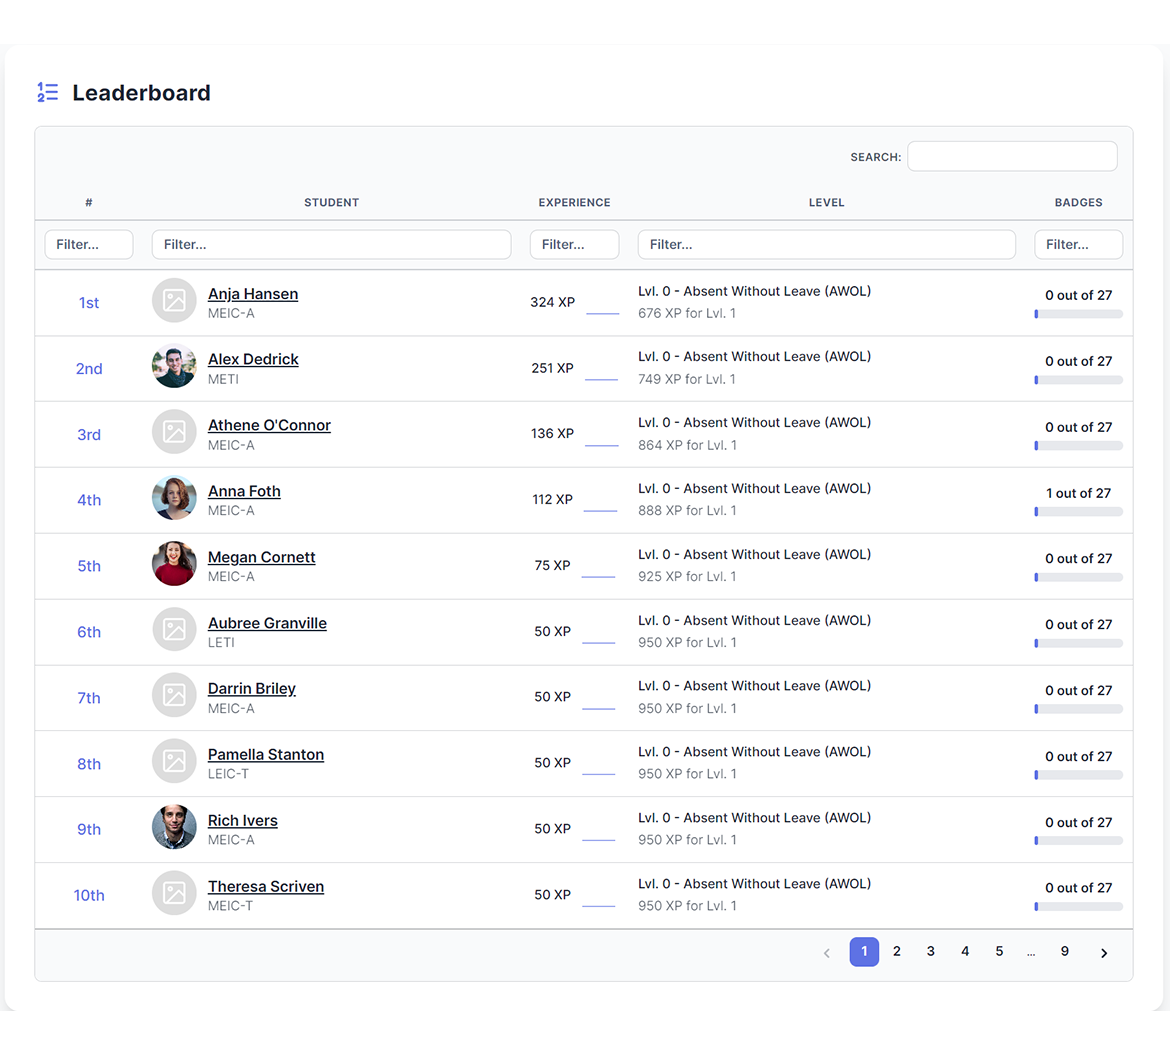 Leaderboard
SEARCH:
# STUDENT EXPERIENCE LEVEL BADGES
Filter... Filter... Filter... Filter... Filter...
1st Anja Hansen 324 XP Lvl. 0 - Absent Without Leave (AWOL) 0 out of 27
MEIC-A 676 XP for Lvl. 1
2nd Alex Dedrick 251 XP Lvl. 0 - Absent Without Leave (AWOL) 0 out of 27
METI 749 XP for Lvl. 1
3rd Athene O'Connor 136 XP Lvl. 0 - Absent Without Leave (AWOL) 0 out of 27
MEIC-A 864 XP for Lvl. 1
4th Anna Foth 112 XP Lvl. 0 - Absent Without Leave (AWOL) 1 out of 27
MEIC-A 888 XP for Lvl. 1
5th Megan Cornett 75 XP Lvl. 0 - Absent Without Leave (AWOL) 0 out of 27
MEIC-A 925 XP for Lvl. 1
6th Aubree Granville 50 XP Lvl. 0 - Absent Without Leave (AWOL) 0 out of 27
LETI 950 XP for Lvl. 1
7th Darrin Briley 50 XP Lvl. 0 - Absent Without Leave (AWOL) 0 out of 27
MEIC-A 950 XP for Lvl. 1
8th Pamella Stanton 50 XP Lvl. 0 - Absent Without Leave (AWOL) 0 out of 27
LEIC-T 950 XP for Lvl. 1
9th Rich Ivers 50 XP Lvl. 0 - Absent Without Leave (AWOL) 0 out of 27
MEIC-A 950 XP for Lvl. 1
10th Theresa Scriven 50 XP Lvl. 0 - Absent Without Leave (AWOL) 0 out of 27
MEIC-T 950 XP for Lvl. 1
‹ 1 2 3 4 5 ... 9 ›